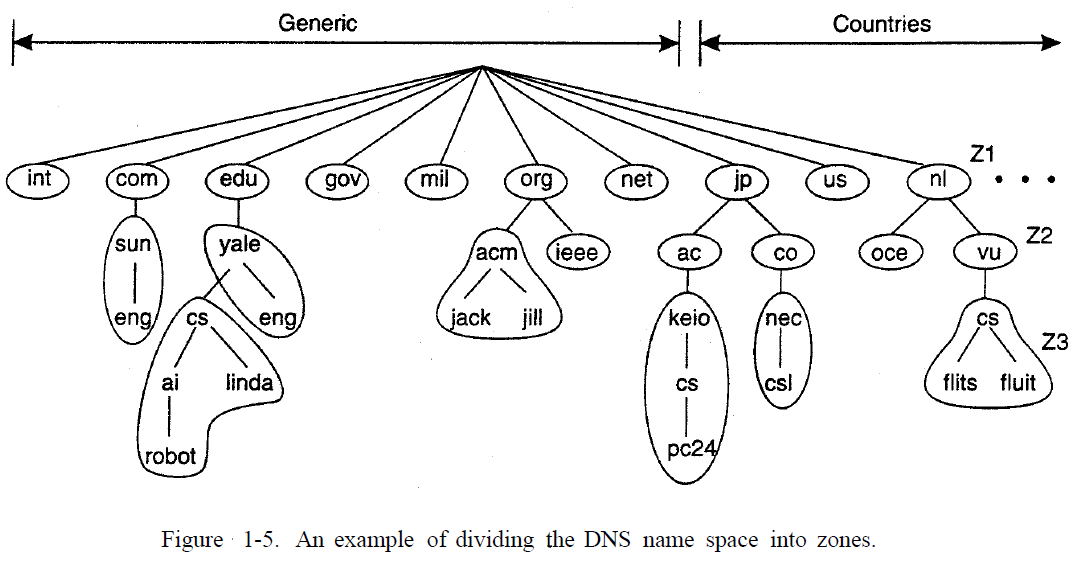 Generic Countries
Z1
int com edu gov mil org net jp us nl . . .
sun yale acm ieee ac co oce vu Z2
eng cs eng jack jill keio nec cs Z3
ai linda cs csl flits fluit
robot pc24
Figure 1-5. An example of dividing the DNS name space into zones.